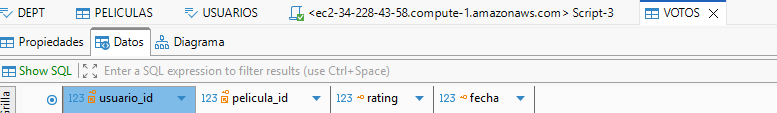 DEPT PELICULAS USUARIOS <ec2-34-228-43-58.compute-1.amazonaws.com> Script-3 VOTOS
Propiedades Datos Diagrama
Show SQL Enter a SQL expression to filter results (use Ctrl+Space)
123 usuario_id 123 pelicula_id 123 rating 123 fecha